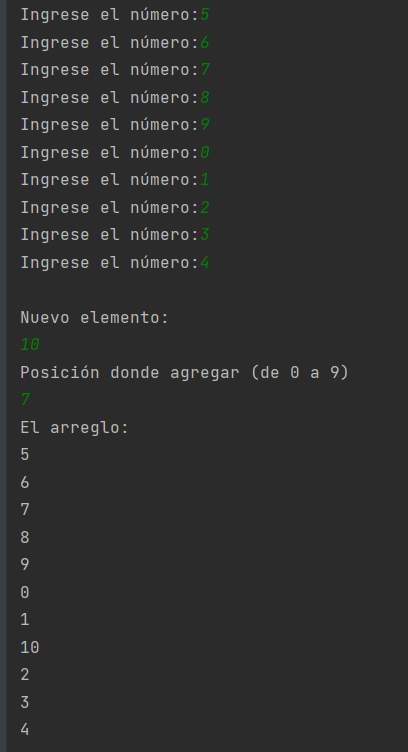 Ingrese el número:5
Ingrese el número:6
Ingrese el número:7
Ingrese el número:8
Ingrese el número:9
Ingrese el número:0
Ingrese el número:1
Ingrese el número:2
Ingrese el número:3
Ingrese el número:4

Nuevo elemento:
10
Posición donde agregar (de 0 a 9)
7
El arreglo:
5
6
7
8
9
0
1
10
2
3
4